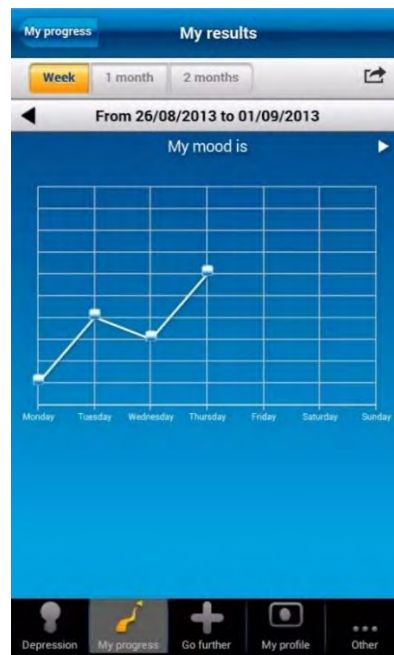 My progress My results
Week 1 month 2 months
From 26/08/2013 to 01/09/2013
My mood is
Monday Tuesday Wednesday Thursday Friday Saturday Sunday
Depression My progress Go further My profile Other